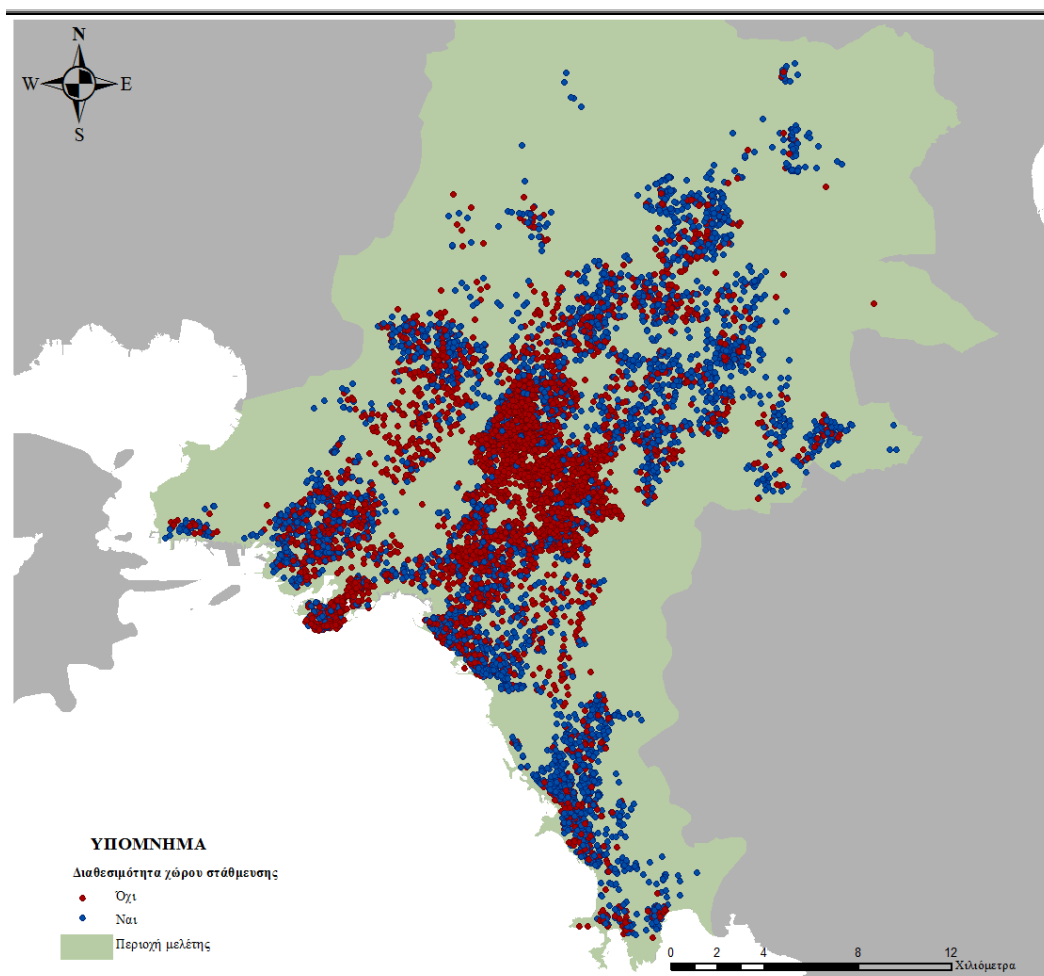 N
W E
S
ΥΠΟΜΝΗΜΑ
Διαθεσιμότητα χώρου στάθμευσης
Όχι
Ναι
Περιοχή μελέτης
0 2 4 8 12
Χιλιόμετρα